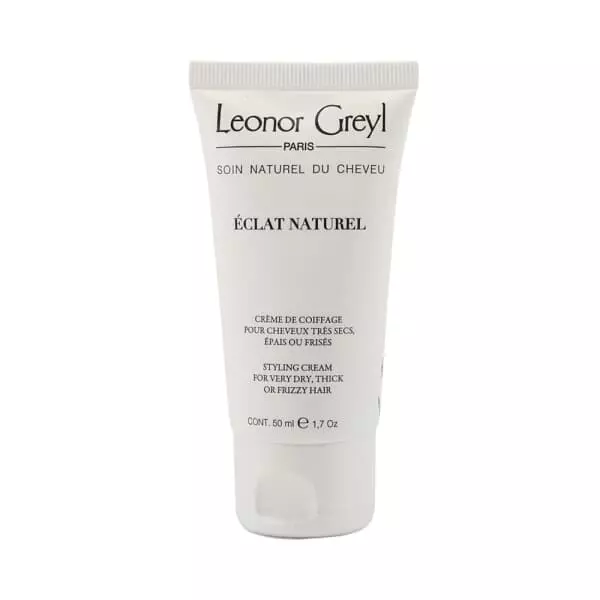 Leonor Greyl
PARIS
SOIN NATUREL DU CHEVEU
ÉCLAT NATUREL
CRÈME DE COIFFAGE
POUR CHEVEUX TRÈS SECS,
ÉPAIS OU FRISÉS
STYLING CREAM
FOR VERY DRY, THICK
OR FRIZZY HAIR
CONT. 50 ml ℮ 1,7 Oz